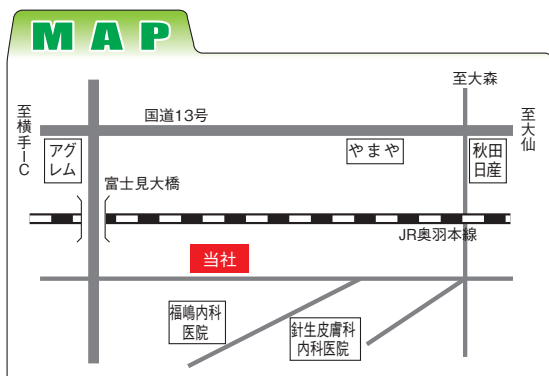 MAP
至大森
国道13号
至横手IC
至大仙
アグ
レム
やまや
秋田
日産
富士見大橋
JR奥羽本線
当社
福嶋内科
医院
針生皮膚科
内科医院